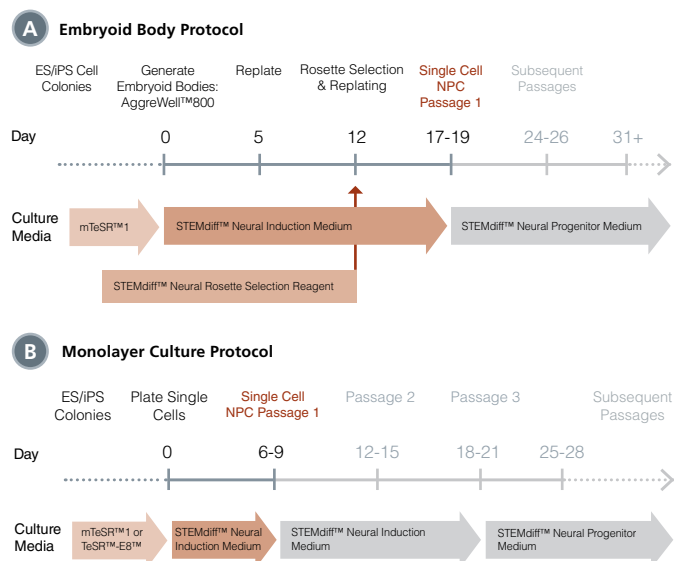 A Embryoid Body Protocol
ES/iPS Cell
Colonies
Generate
Embryoid Bodies:
AggreWell™800
Replate
Rosette Selection
& Replating
Single Cell
NPC
Passage 1
Subsequent
Passages
Day 0 5 12 17-19 24-26 31+
Culture
Media
mTeSR™1
STEMdiff™ Neural Induction Medium
STEMdiff™ Neural Progenitor Medium
STEMdiff™ Neural Rosette Selection Reagent
B Monolayer Culture Protocol
ES/iPS
Colonies
Plate Single
Cells
Single Cell
NPC Passage 1
Passage 2
Passage 3
Subsequent
Passages
Day 0 6-9 12-15 18-21 25-28
Culture
Media
mTeSR™1 or
TeSR™-E8™
STEMdiff™ Neural
Induction Medium
STEMdiff™ Neural Induction
Medium
STEMdiff™ Neural Progenitor
Medium